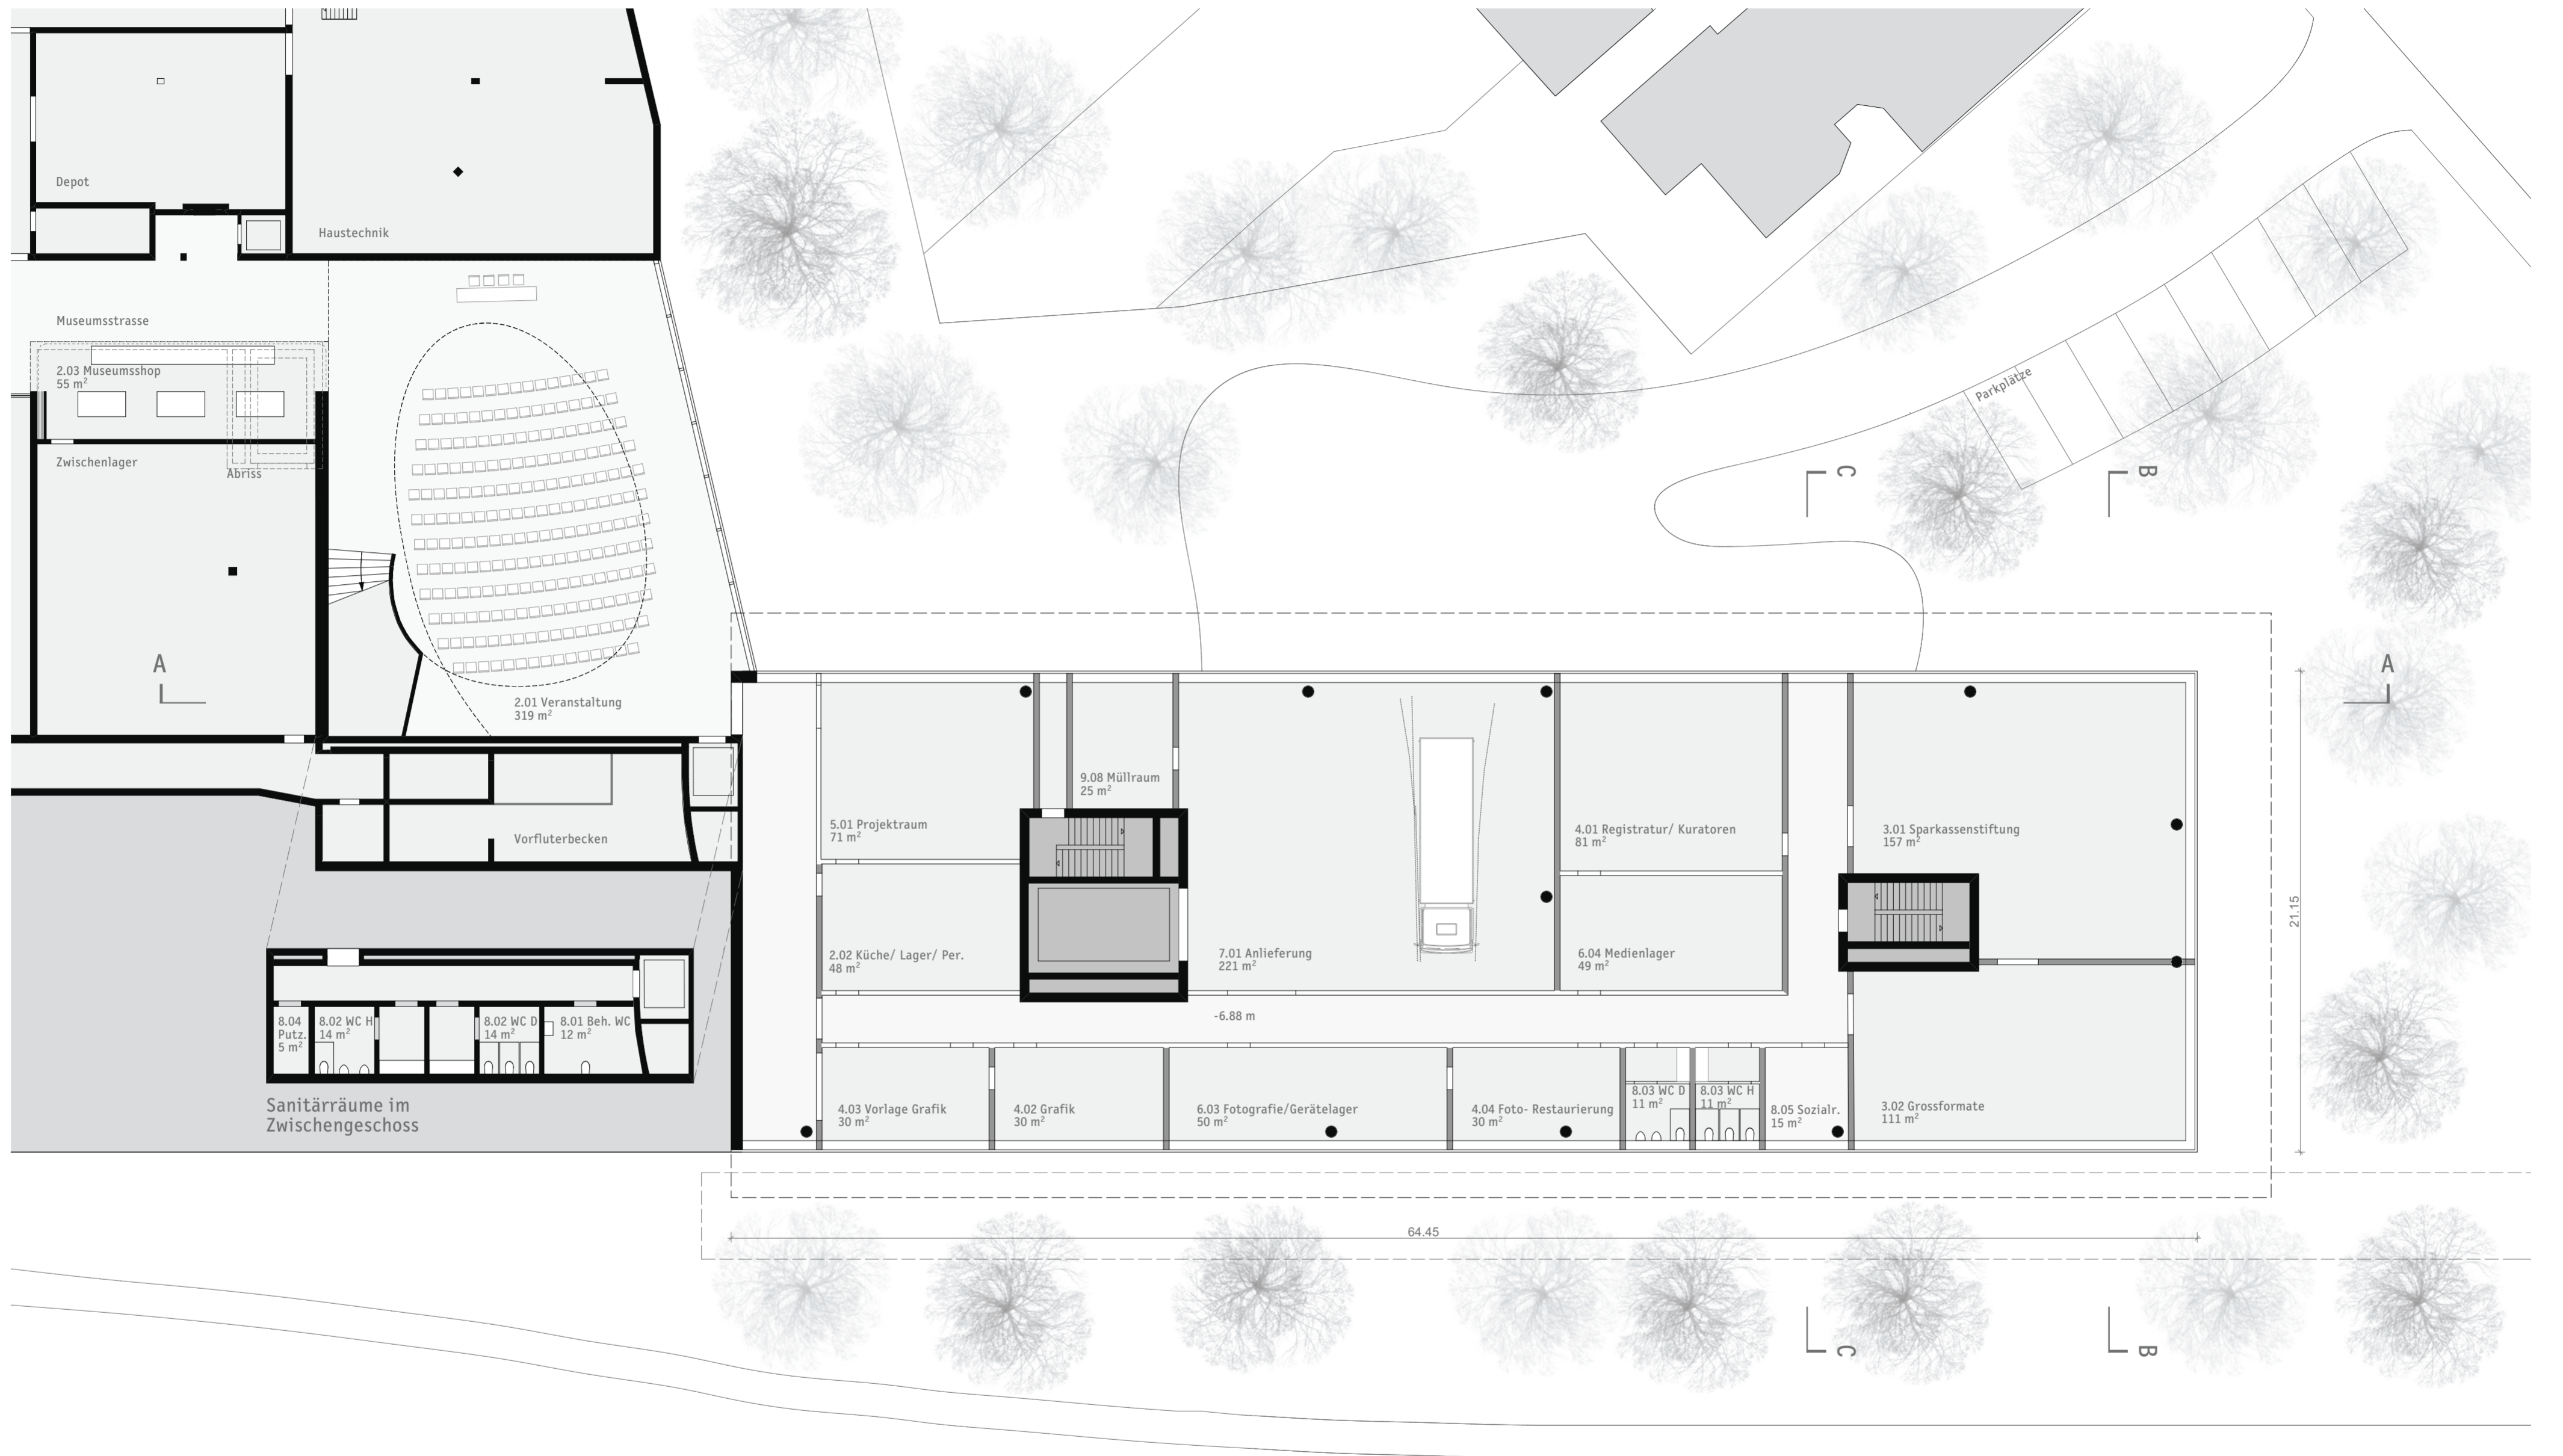 Depot
Haustechnik
Museumsstrasse
2.03 Museumsshop
55 m²
Zwischenlager
Abriss
Parkplätze
C
B
A
A
2.01 Veranstaltung
319 m²
Vorfluterbecken
9.08 Müllraum
25 m²
5.01 Projektraum
71 m²
4.01 Registratur/ Kuratoren
81 m²
3.01 Sparkassenstiftung
157 m²
2.02 Küche/ Lager/ Per.
48 m²
7.01 Anlieferung
221 m²
6.04 Medienlager
49 m²
21.15
-6.88 m
8.04
Putz.
5 m²
8.02 WC H
14 m²
8.02 WC D
14 m²
8.01 Beh. WC
12 m²
Sanitärräume im
Zwischengeschoss
4.03 Vorlage Grafik
30 m²
4.02 Grafik
30 m²
6.03 Fotografie/Gerätelager
50 m²
4.04 Foto- Restaurierung
30 m²
8.03 WC D
11 m²
8.03 WC H
11 m²
8.05 Sozialr.
15 m²
3.02 Grossformate
111 m²
64.45
C
B